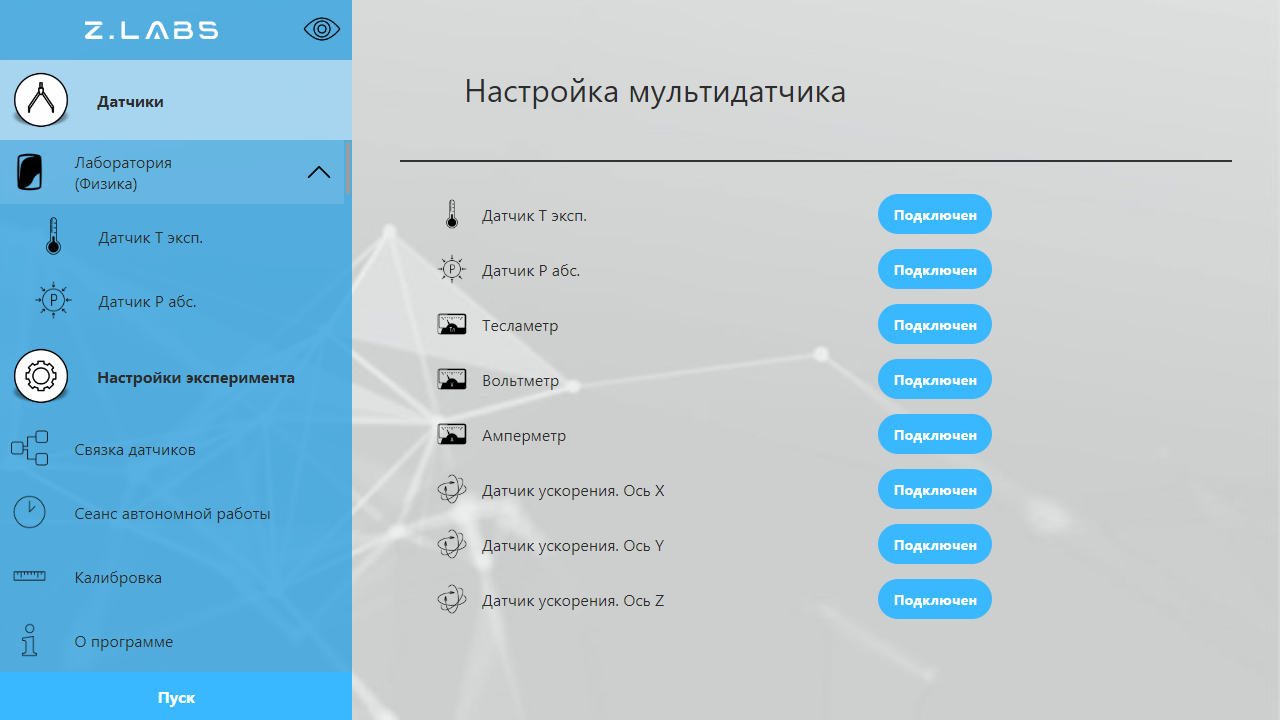 Z.LABS
Датчики
Лаборатория
(Физика)
Датчик T эксп.
P
Датчик P абс.
Настройки эксперимента
Связка датчиков
Сеанс автономной работы
Калибровка
О программе
Пуск
Настройка мультидатчика
Датчик T эксп.
Подключен
P
Датчик P абс.
Подключен
Тл
Тесламетр
Подключен
Вольтметр
Подключен
Амперметр
Подключен
Датчик ускорения. Ось X
Подключен
Датчик ускорения. Ось Y
Подключен
Датчик ускорения. Ось Z
Подключен